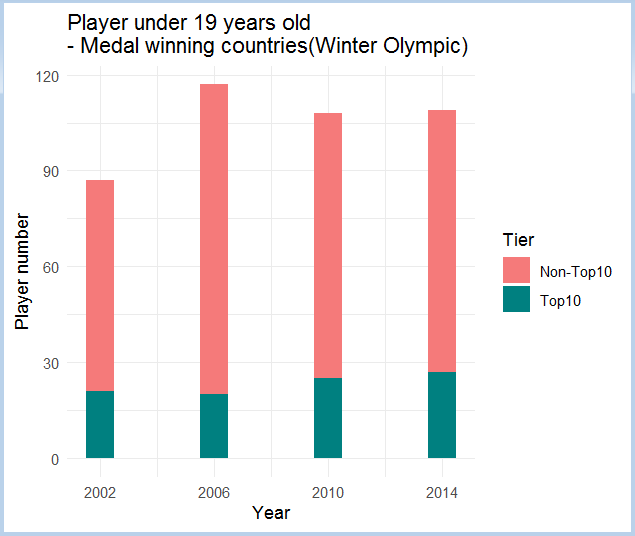 Player under 19 years old
- Medal winning countries(Winter Olympic)
120
90
60
30
0
Player number
2002 2006 2010 2014
Year
Tier
Non-Top10
Top10